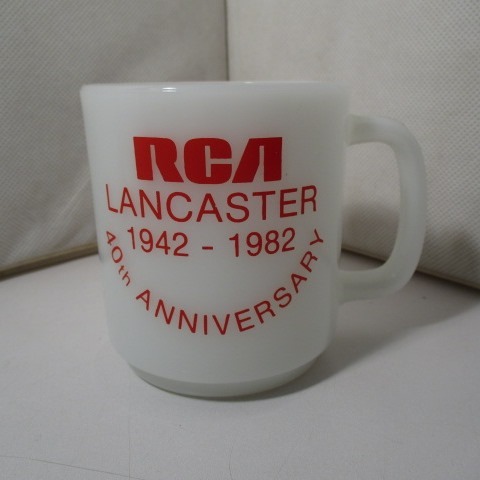 RCA
LANCASTER
1942 - 1982
40th ANNIVERSARY